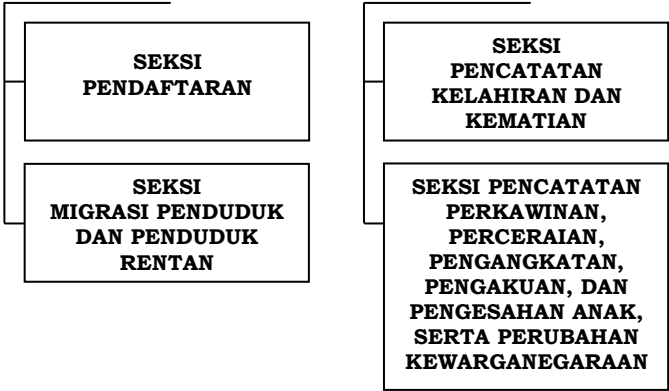 SEKSI
PENDAFTARAN
SEKSI
PENCATATAN
KELAHIRAN DAN
KEMATIAN
SEKSI
MIGRASI PENDUDUK
DAN PENDUDUK
RENTAN
SEKSI PENCATATAN
PERKAWINAN,
PERCERAIAN,
PENGANGKATAN,
PENGAKUAN, DAN
PENGESAHAN ANAK,
SERTA PERUBAHAN
KEWARGANEGARAAN